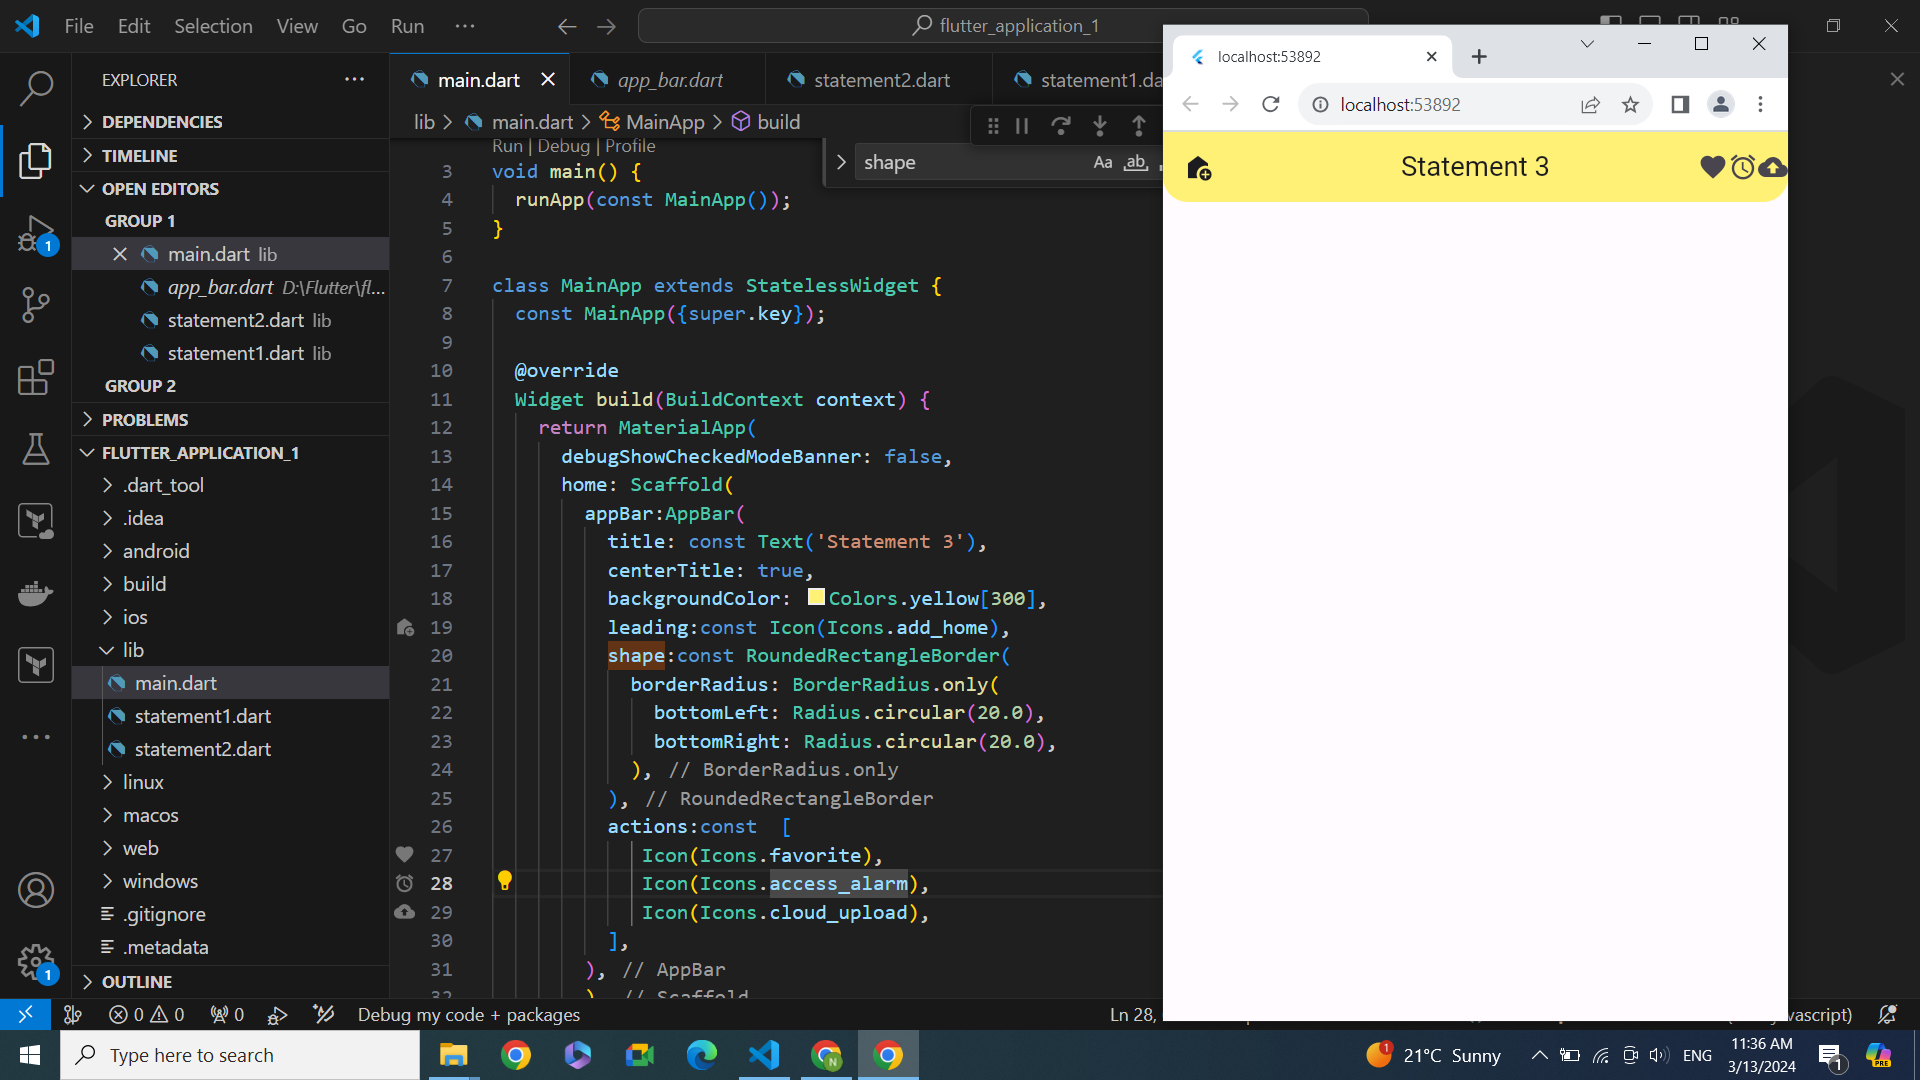 File Edit Selection View Go Run ...
flutter_application_1
EXPLORER
DEPENDENCIES
TIMELINE
OPEN EDITORS
GROUP 1
main.dart lib
app_bar.dart D:\Flutter\fl...
statement2.dart lib
statement1.dart lib
GROUP 2
PROBLEMS
FLUTTER_APPLICATION_1
.dart_tool
.idea
android
build
ios
lib
main.dart
statement1.dart
statement2.dart
linux
macos
web
windows
.gitignore
.metadata
OUTLINE
1
1
main.dart app_bar.dart statement2.dart statement1.da
lib > main.dart > MainApp > build
shape Aa ab
Run | Debug | Profile
3 void main() {
4 runApp(const MainApp());
5 }
6
7 class MainApp extends StatelessWidget {
8 const MainApp({super.key});
9
10 @override
11 Widget build(BuildContext context) {
12 return MaterialApp(
13 debugShowCheckedModeBanner: false,
14 home: Scaffold(
15 appBar:AppBar(
16 title: const Text('Statement 3'),
17 centerTitle: true,
18 backgroundColor: Colors.yellow[300],
19 leading:const Icon(Icons.add_home),
20 shape:const RoundedRectangleBorder(
21 borderRadius: BorderRadius.only(
22 bottomLeft: Radius.circular(20.0),
23 bottomRight: Radius.circular(20.0),
24 ), // BorderRadius.only
25 ), // RoundedRectangleBorder
26 actions:const [
27 Icon(Icons.favorite),
28 Icon(Icons.access_alarm),
29 Icon(Icons.cloud_upload),
30 ],
31 ), // AppBar
32 ), // Scaffold
localhost:53892
localhost:53892
Statement 3
0 0 0 Debug my code + packages Ln 28, avascript)
Type here to search
N
1 21°C Sunny ENG
11:36 AM
3/13/2024
1
PRE